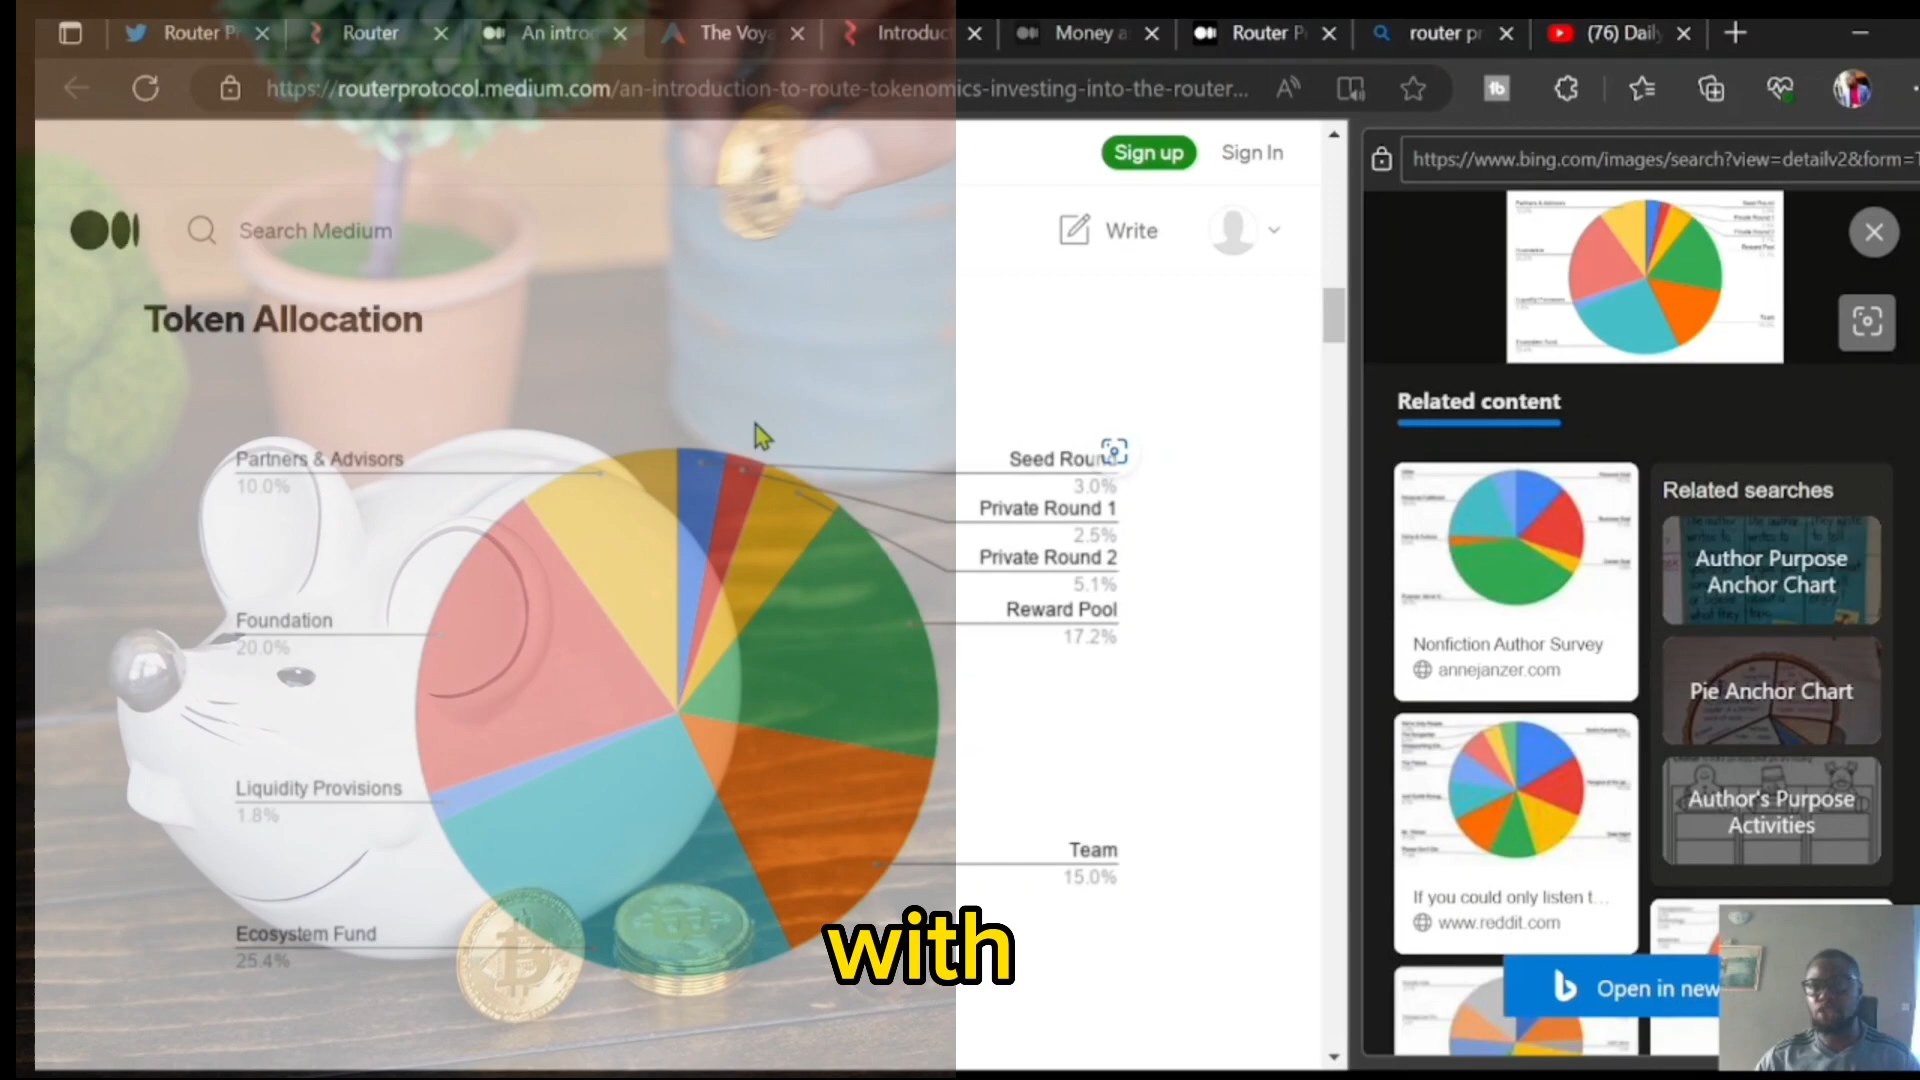 Router P
Router
An introd
The Voya
Introduc
Money a
Router P
router pr
(76) Daily
https://routerprotocol.medium.com/an-introduction-to-route-tokenomics-investing-into-the-router...
https://www.bing.com/images/search?view=detailv2&form=
Sign up
Sign In
Search Medium
Write
Token Allocation
Partners & Advisors
10.0%
Foundation
20.0%
Liquidity Provisions
1.8%
Ecosystem Fund
25.4%
Seed Round
3.0%
Private Round 1
2.5%
Private Round 2
5.1%
Reward Pool
17.2%
Team
15.0%
with
Related content
Nonfiction Author Survey
annejanzer.com
If you could only listen t...
www.reddit.com
Related searches
Author Purpose
Anchor Chart
Pie Anchor Chart
Author's Purpose
Activities
Open in new